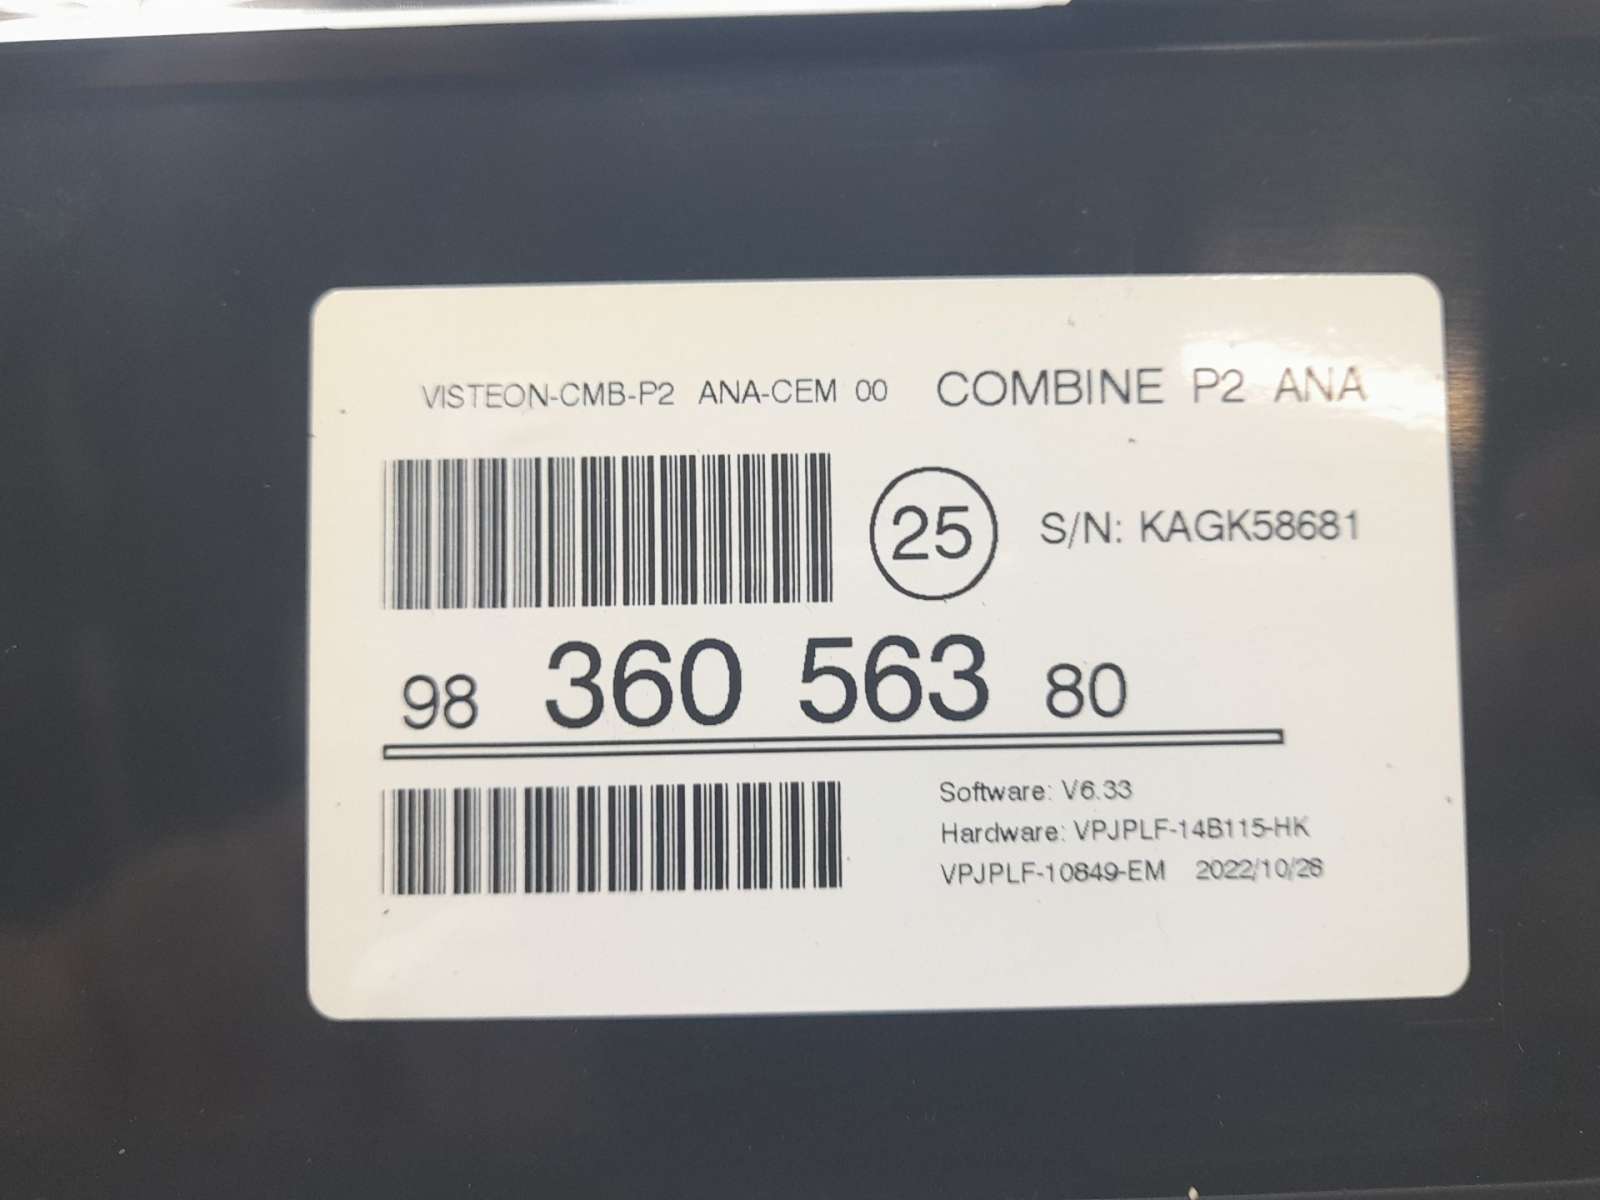 VISTEON-CMB-P2 ANA-CEM 00 COMBINE P2 ANA
25 S/N: KAGK58681
98 360 563 80
Software: V6.33
Hardware: VPJPLF-14B115-HK
VPJPLF-10849-EM 2022/10/26